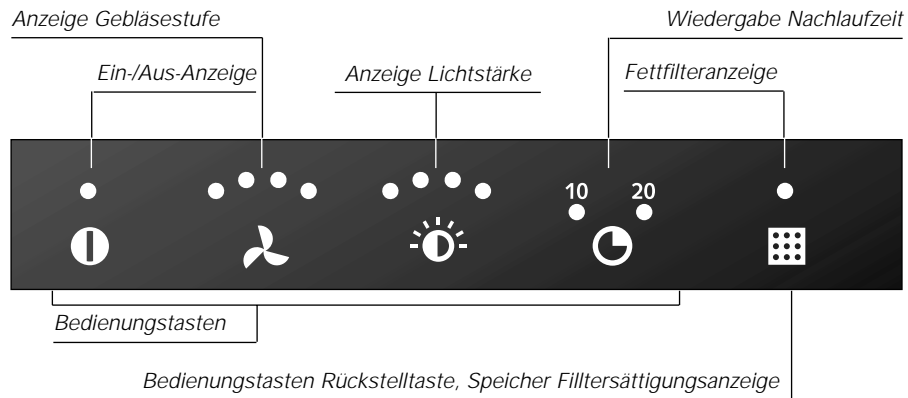 Anzeige Gebläsestufe
Wiedergabe Nachlaufzeit
Ein-/Aus-Anzeige
Anzeige Lichtstärke
Fettfilteranzeige
10 20
Bedienungstasten
Bedienungstasten Rückstelltaste, Speicher Filltersättigungsanzeige